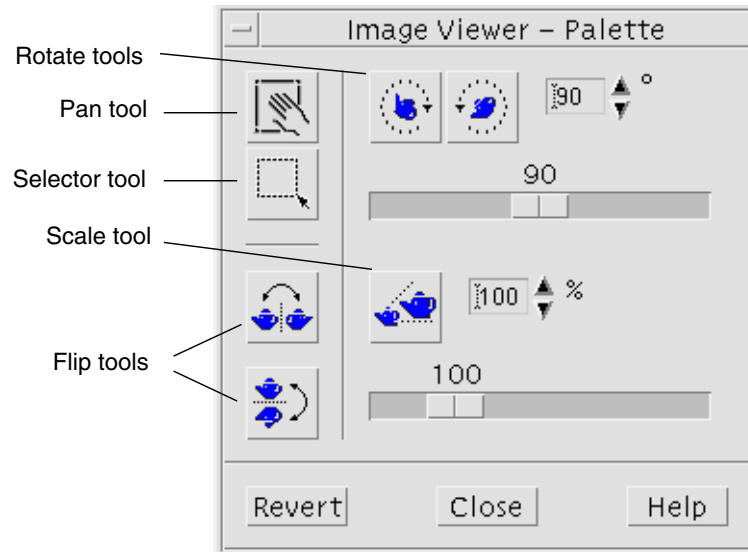 Image Viewer – Palette
Rotate tools
Pan tool
90 °
Selector tool
90
Scale tool
100 %
Flip tools
100
Revert
Close
Help